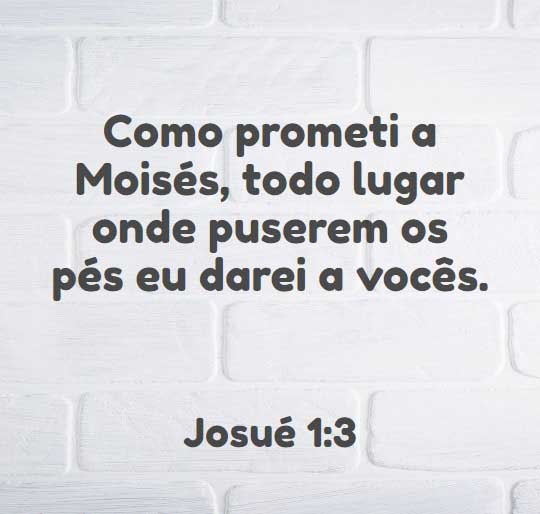 Como prometi a
Moisés, todo lugar
onde puserem os
pés eu darei a vocês.
Josué 1:3